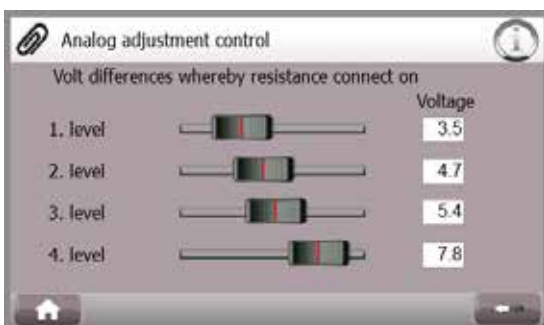 Analog adjustment control
Volt differences whereby resistance connect on
Voltage
1. level 3.5
2. level 4.7
3. level 5.4
4. level 7.8